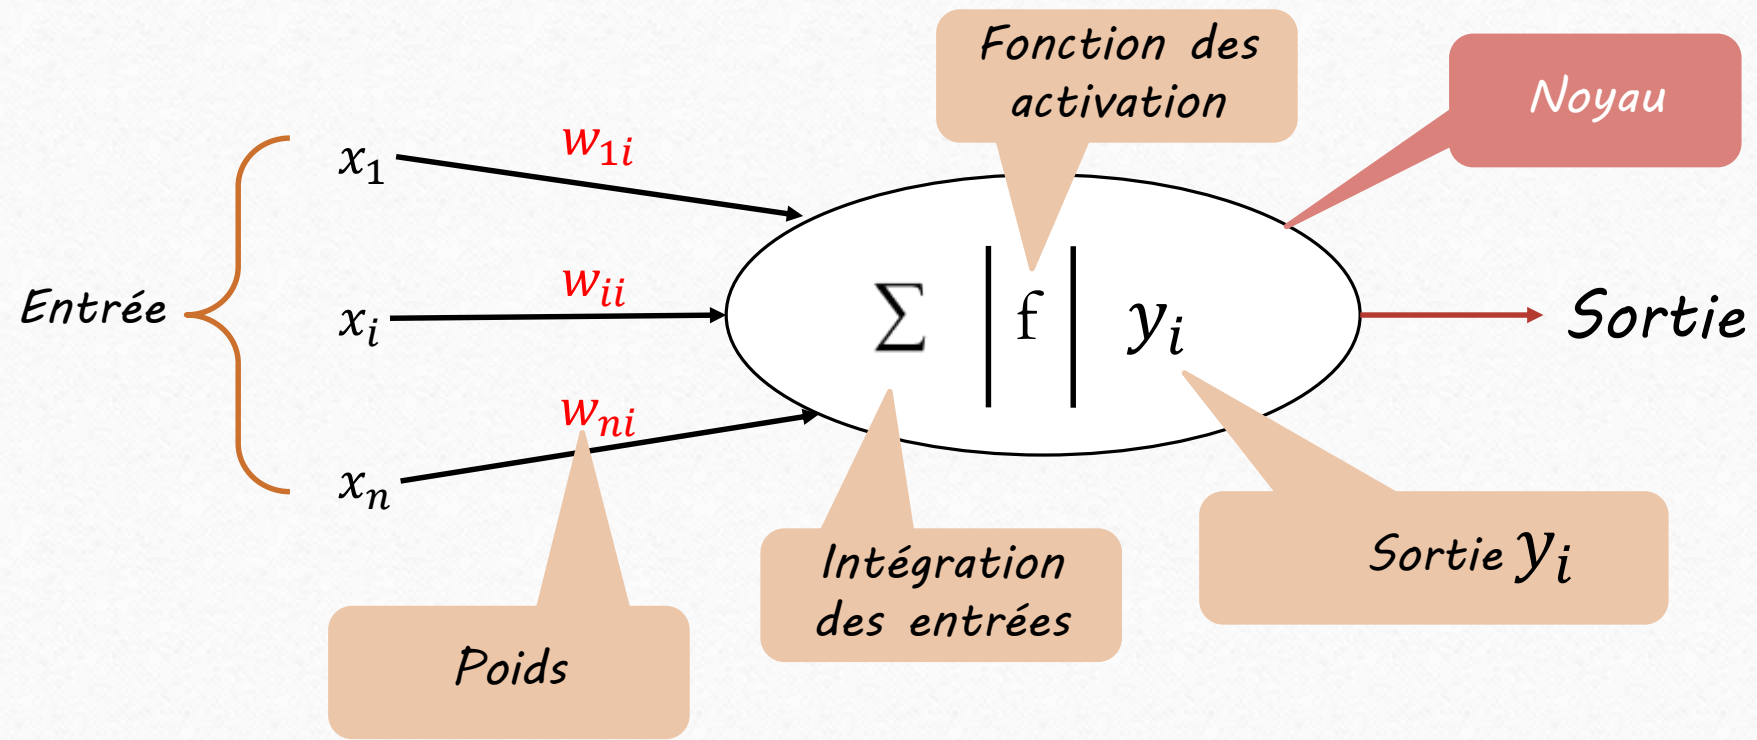 Fonction des
activation
Noyau
x₁
w₁ᵢ
Entrée
xᵢ
wᵢᵢ
∑ | f | yᵢ
Sortie
xₙ
wₙᵢ
Poids
Intégration
des entrées
Sortie yᵢ